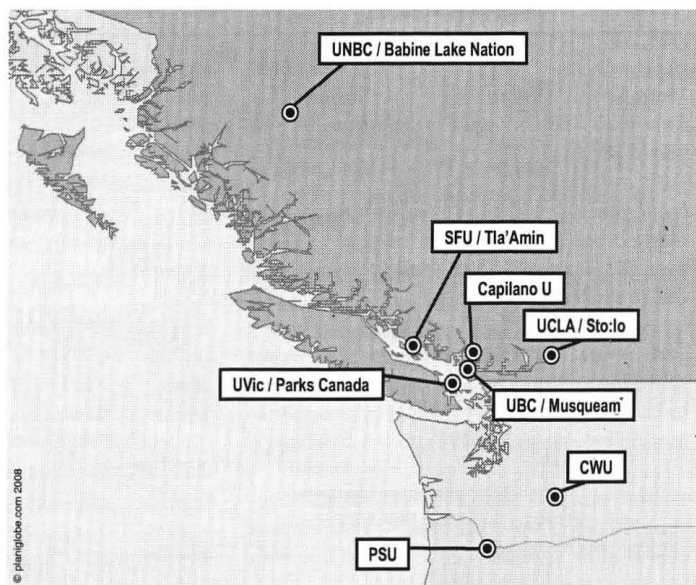 UNBC / Babine Lake Nation
SFU / Tla'Amin
Capilano U
UCLA / Sto:lo
UVic / Parks Canada
UBC / Musqueam
CWU
PSU
© planiglobe.com 2008